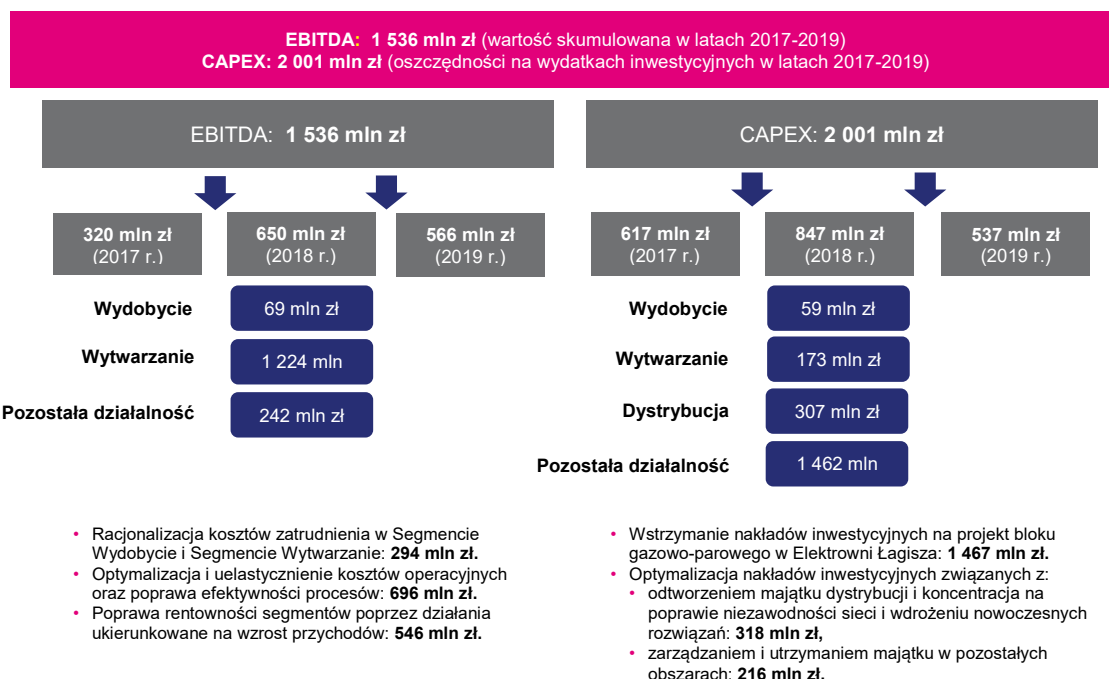 EBITDA: 1 536 mln zł (wartość skumulowana w latach 2017-2019)
CAPEX: 2 001 mln zł (oszczędności na wydatkach inwestycyjnych w latach 2017-2019)
EBITDA: 1 536 mln zł
320 mln zł
(2017 r.)
650 mln zł
(2018 r.)
566 mln zł
(2019 r.)
Wydobycie
69 mln zł
Wytwarzanie
1 224 mln
Pozostała działalność
242 mln zł
• Racjonalizacja kosztów zatrudnienia w Segmencie
Wydobycie i Segmencie Wytwarzanie: 294 mln zł.
• Optymalizacja i uelastycznienie kosztów operacyjnych
oraz poprawa efektywności procesów: 696 mln zł.
• Poprawa rentowności segmentów poprzez działania
ukierunkowane na wzrost przychodów: 546 mln zł.
CAPEX: 2 001 mln zł
617 mln zł
(2017 r.)
847 mln zł
(2018 r.)
537 mln zł
(2019 r.)
Wydobycie
59 mln zł
Wytwarzanie
173 mln zł
Dystrybucja
307 mln zł
Pozostała działalność
1 462 mln
• Wstrzymanie nakładów inwestycyjnych na projekt bloku
gazowo-parowego w Elektrowni Łagisza: 1 467 mln zł.
• Optymalizacja nakładów inwestycyjnych związanych z:
• odtworzeniem majątku dystrybucji i koncentracja na
poprawie niezawodności sieci i wdrożeniu nowoczesnych
rozwiązań: 318 mln zł,
• zarządzaniem i utrzymaniem majątku w pozostałych
obszarach: 216 mln zł.